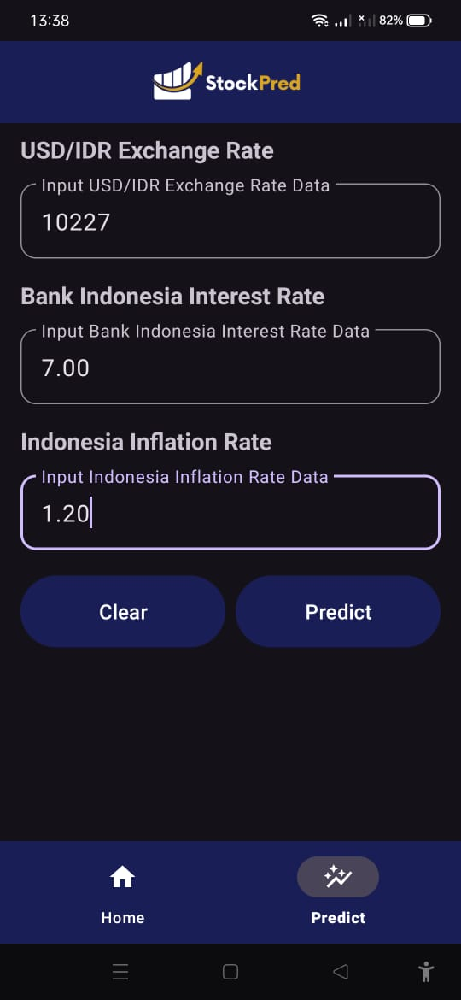 13:38
82%
StockPred
USD/IDR Exchange Rate
Input USD/IDR Exchange Rate Data
10227
Bank Indonesia Interest Rate
Input Bank Indonesia Interest Rate Data
7.00
Indonesia Inflation Rate
Input Indonesia Inflation Rate Data
1.20
Clear
Predict
Home
Predict